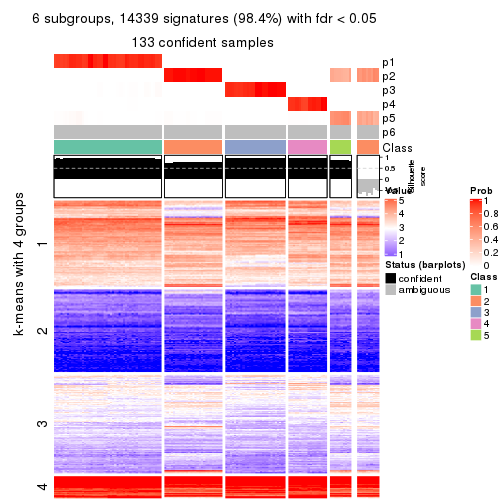 6 subgroups, 14339 signatures (98.4%) with fdr < 0.05
133 confident samples
p1
p2
p3
p4
p5
p6
Class
1
0.5
0
Silhouette
score
k-means with 4 groups
1
2
3
4
Value
5
4
3
2
1
Status (barplots)
confident
ambiguous
Prob
1
0.8
0.6
0.4
0.2
0
Class
1
2
3
4
5